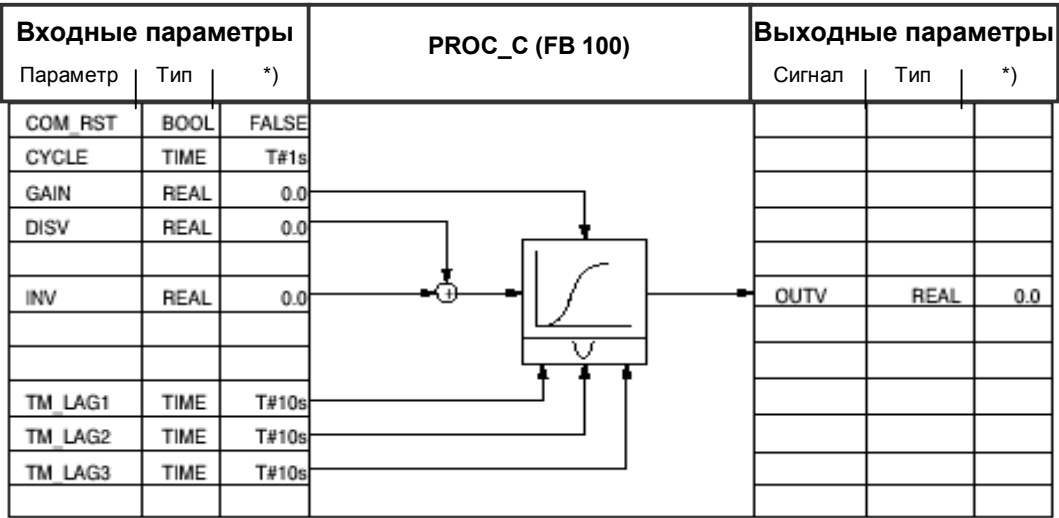 Входные параметры
PROC_C (FB 100)
Выходные параметры
Параметр Тип *)
Сигнал Тип *)
COM_RST BOOL FALSE
CYCLE TIME T#1s
GAIN REAL 0.0
DISV REAL 0.0
+
INV REAL 0.0
OUTV REAL 0.0
TM_LAG1 TIME T#10s
TM_LAG2 TIME T#10s
TM_LAG3 TIME T#10s